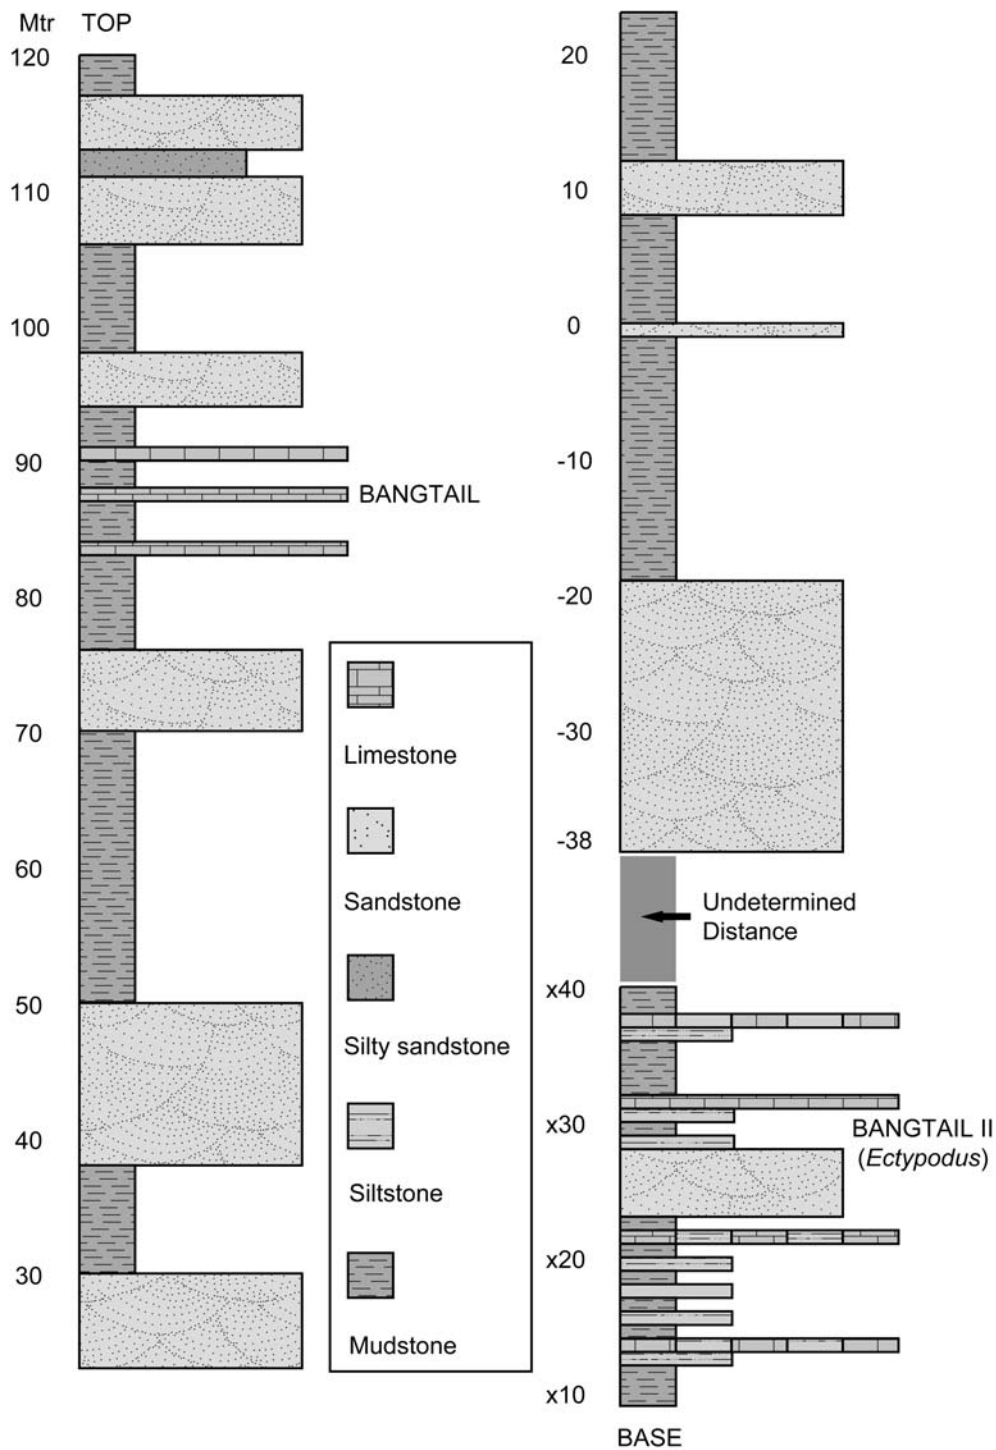 Mtr TOP
120
110
100
90
BANGTAIL
80
70
60
50
40
30
Limestone
Sandstone
Silty sandstone
Siltstone
Mudstone
20
10
0
-10
-20
-30
-38
Undetermined
Distance
x40
x30
BANGTAIL II
(Ectypodus)
x20
x10
BASE